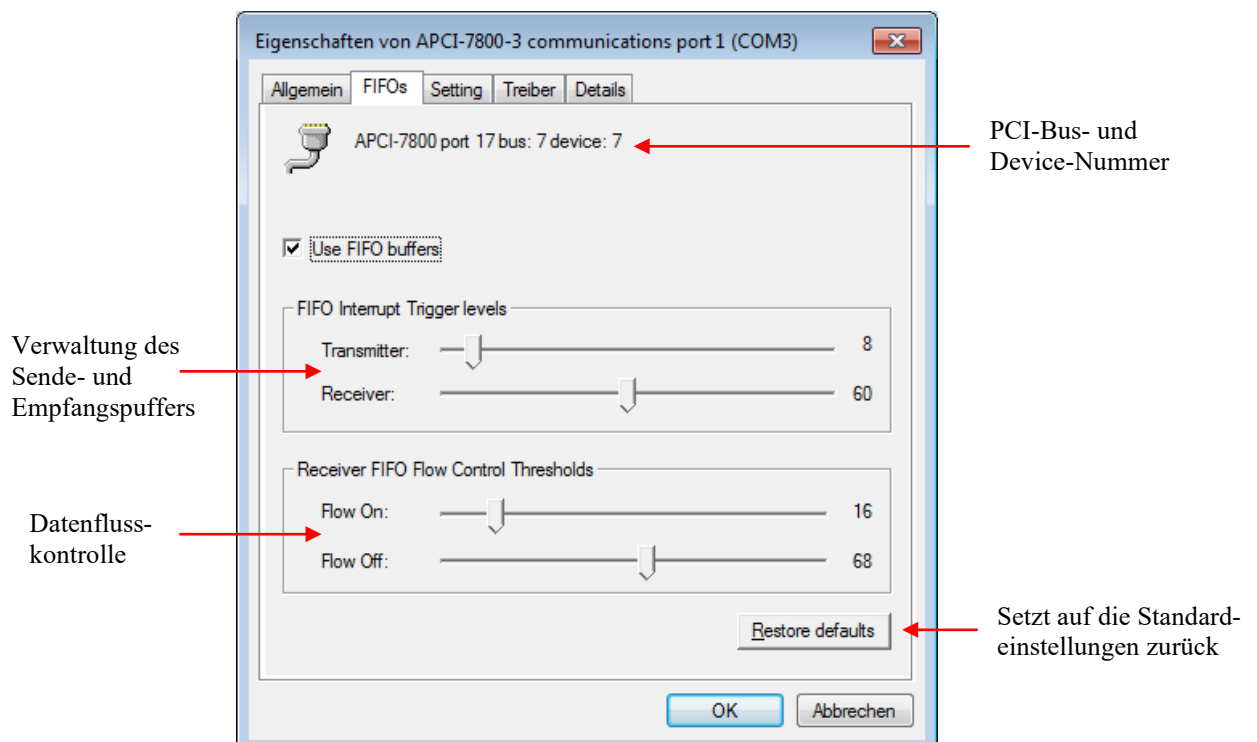 Eigenschaften von APCI-7800-3 communications port 1 (COM3)
Allgemein FIFOs Setting Treiber Details
APCI-7800 port 17 bus: 7 device: 7
PCI-Bus- und
Device-Nummer
Use FIFO buffers
FIFO Interrupt Trigger levels
Transmitter: 8
Receiver: 60
Verwaltung des
Sende- und
Empfangspuffers
Receiver FIFO Flow Control Thresholds
Flow On: 16
Flow Off: 68
Datenfluss-
kontrolle
Restore defaults
Setzt auf die Standard-
einstellungen zurück
OK Abbrechen